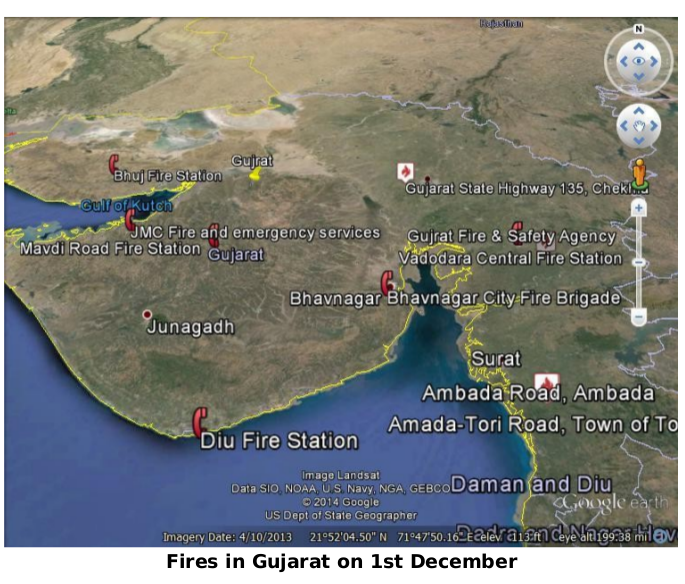 Rajasthan
N
Gujrat
Bhuj Fire Station
Gujarat State Highway 135, Chekh...
Gulf of Kutch
JMC Fire and emergency services
Gujrat Fire & Safety Agency
Mavdi Road Fire Station
Gujarat
Vadodara Central Fire Station
Bhavnagar Bhavnagar City Fire Brigade
Junagadh
Surat
Ambada Road, Ambada
Amada-Tori Road, Town of To
Diu Fire Station
Image Landsat
Data SIO, NOAA, U.S. Navy, NGA, GEBCO
Daman and Diu
© 2014 Google
US Dept of State Geographer
Google earth
Dadra and Nagar Hav
Imagery Date: 4/10/2013 21°52'04.50" N 71°47'50.16" E elev 113 ft eye alt 199.38 mi
Fires in Gujarat on 1st December